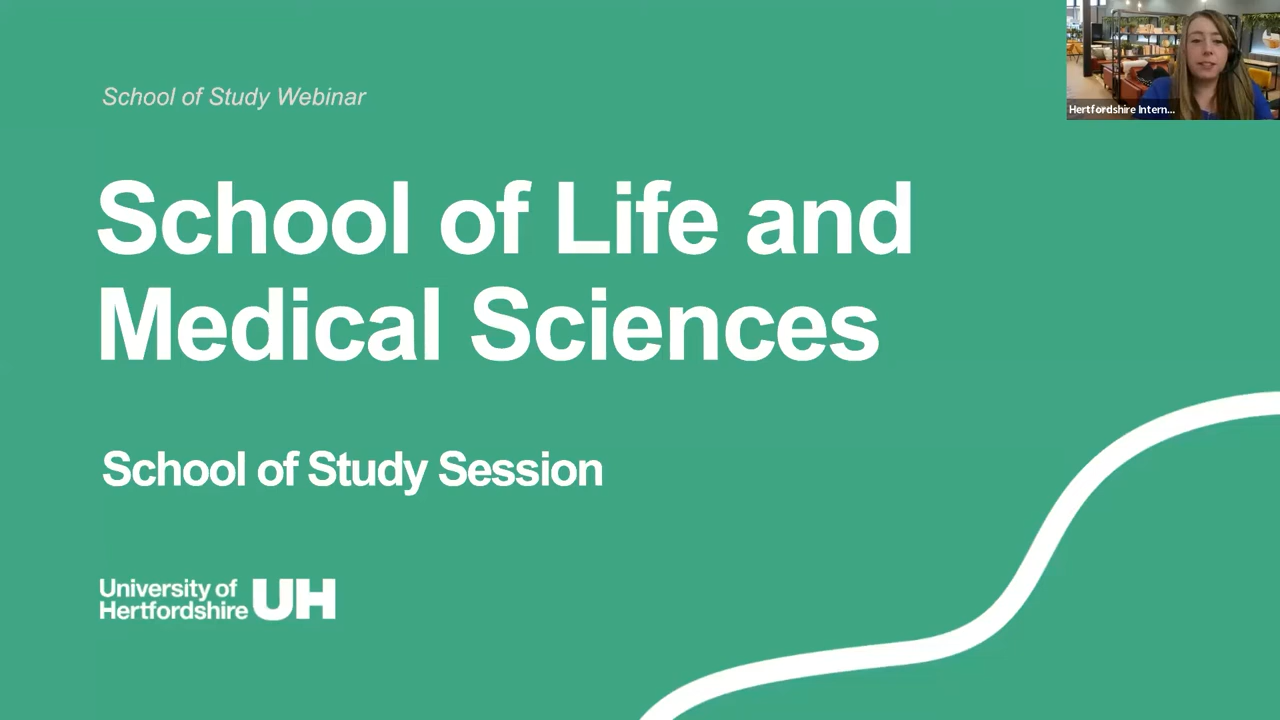 School of Study Webinar
Hertfordshire Intern...
School of Life and
Medical Sciences
School of Study Session
University of
Hertfordshire UH